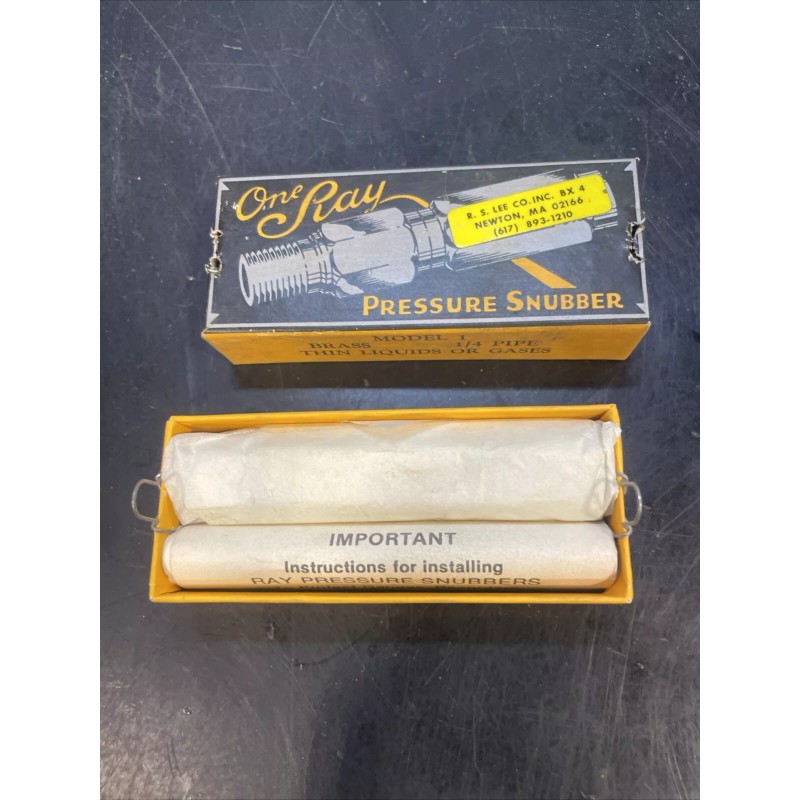 One Ray
R. S. LEE CO. INC. BX 4
NEWTON, MA 02166
(617) 893-1210
PRESSURE SNUBBER
MODEL 1
BRASS 1/4 PIPE
THIN LIQUIDS OR GASES
IMPORTANT
Instructions for installing
RAY PRESSURE SNUBBERS